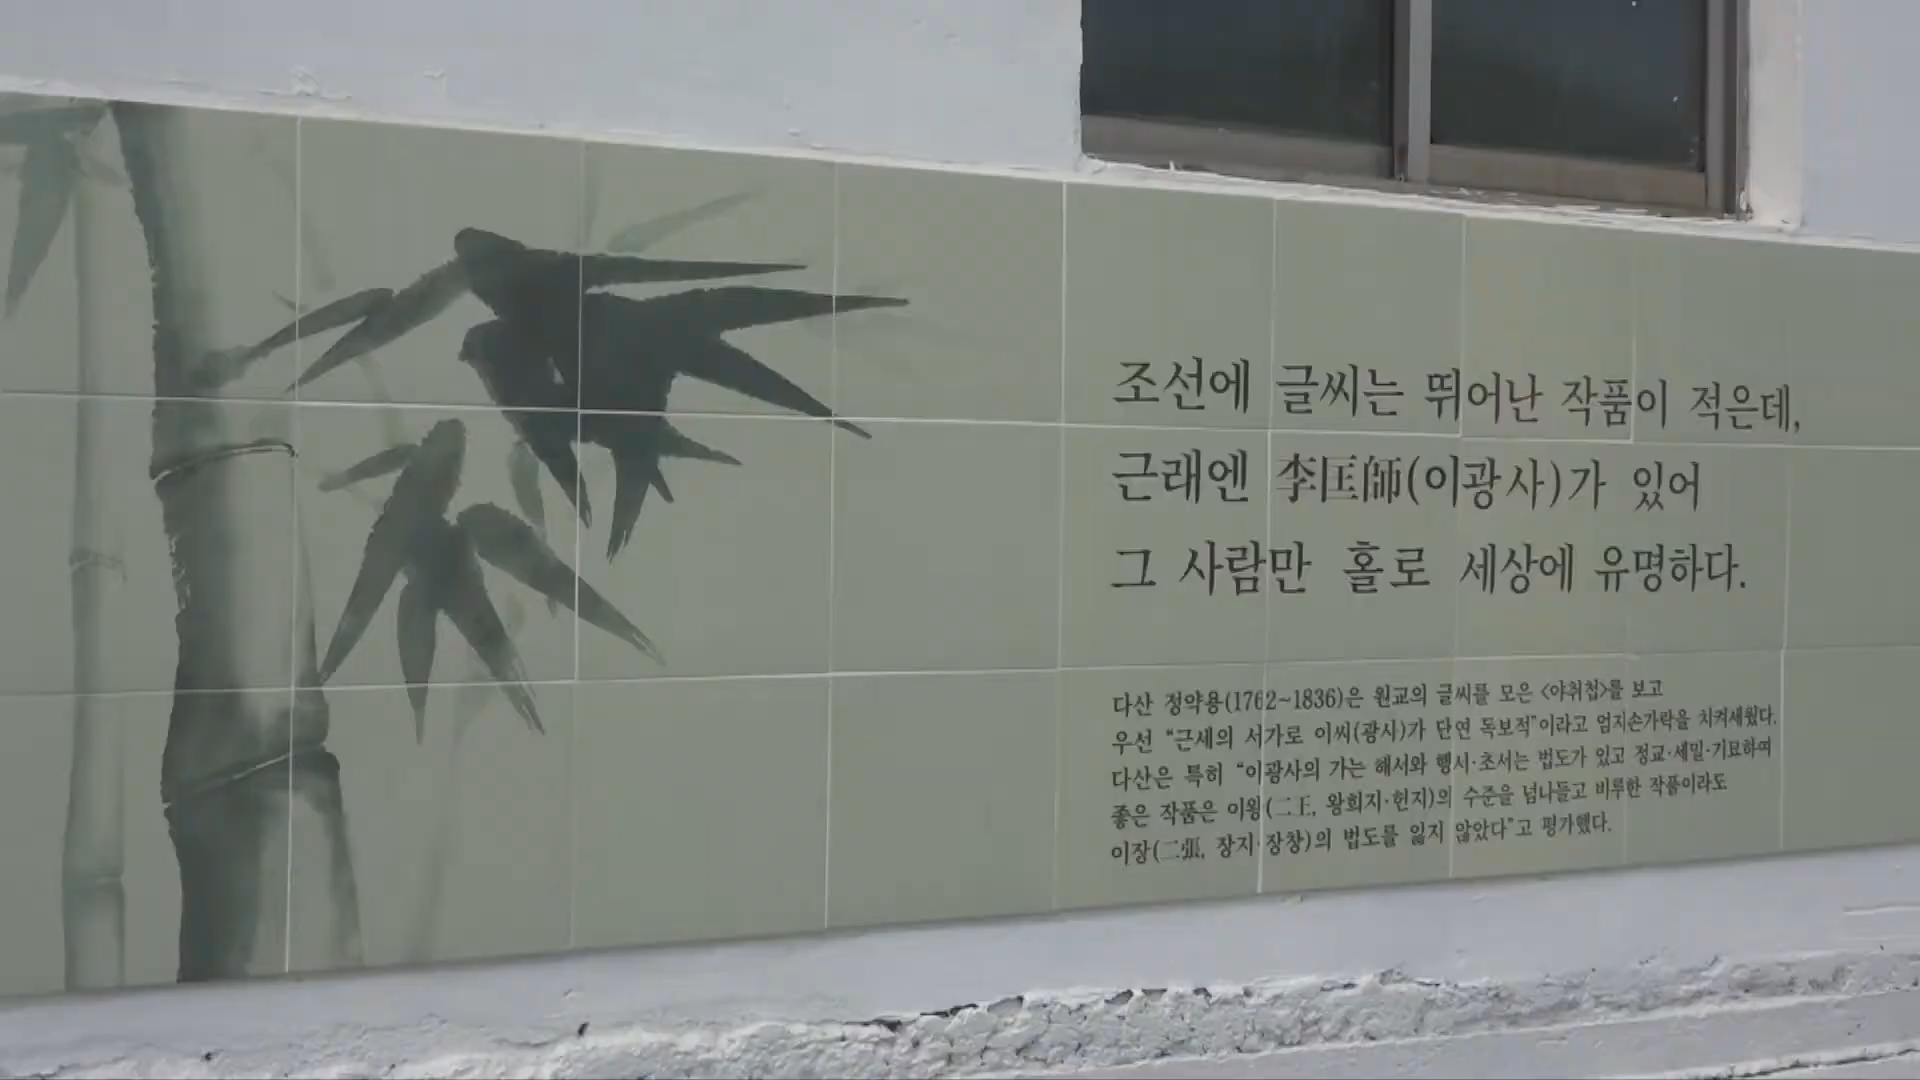 조선에 글씨는 뛰어난 작품이 적은데,
근래엔 李匡師(이광사)가 있어
그 사람만 홀로 세상에 유명하다.
다산 정약용(1762~1836)은 원교의 글씨를 모은 <야취첩>를 보고
우선 “근세의 서가로 이씨(광사)가 단연 독보적”이라고 엄지손가락을 치켜세웠다.
다산은 특히 “이광사의 가는 해서와 행서·초서는 법도가 있고 정교·세밀·기묘하여
좋은 작품은 이왕(二王, 왕희지·헌지)의 수준을 넘나들고 비루한 작품이라도
이장(二張, 장지·장창)의 법도를 잃지 않았다”고 평가했다.